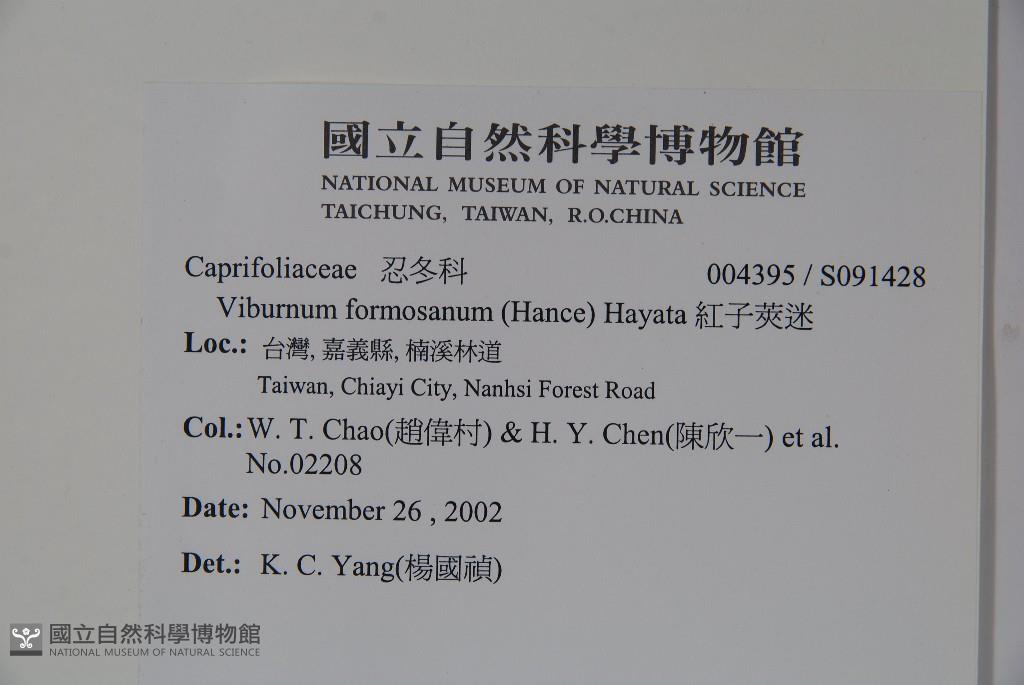 國立自然科學博物館
NATIONAL MUSEUM OF NATURAL SCIENCE
TAICHUNG, TAIWAN, R.O.CHINA
Caprifoliaceae 忍冬科 004395 / S091428
Viburnum formosanum (Hance) Hayata 紅子莢迷
Loc.: 台灣, 嘉義縣, 楠溪林道
Taiwan, Chiayi City, Nanhsi Forest Road
Col.: W. T. Chao(趙偉村) & H. Y. Chen(陳欣一) et al.
No.02208
Date: November 26 , 2002
Det.: K. C. Yang(楊國禎)
國立自然科學博物館
NATIONAL MUSEUM OF NATURAL SCIENCE